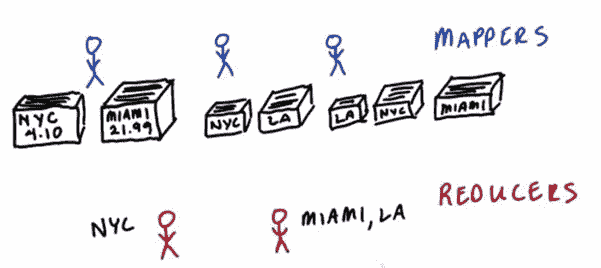 MAPPERS
NYC
4.10
MIAMI
21.99
NYC
LA
LA
NYC
MIAMI
REDUCERS
NYC
MIAMI, LA